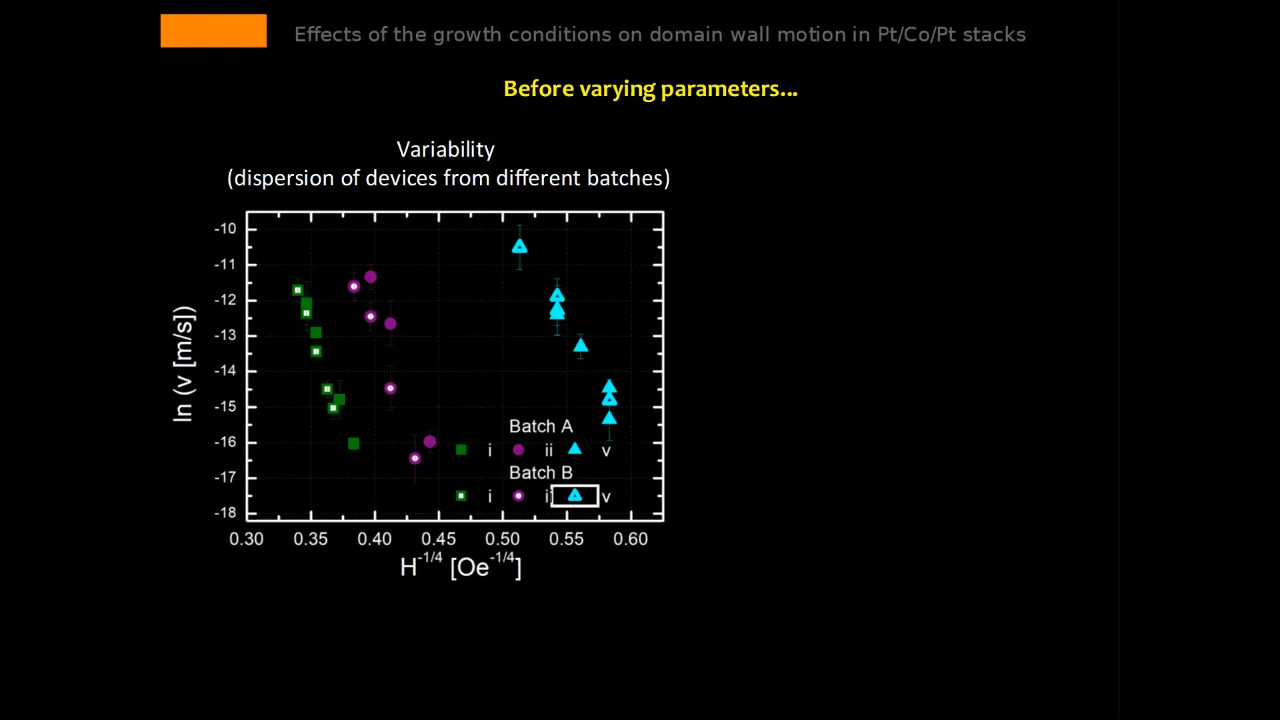 Effects of the growth conditions on domain wall motion in Pt/Co/Pt stacks
Before varying parameters...
Variability
(dispersion of devices from different batches)
-10
-11
-12
-13
-14
-15
-16
-17
-18
ln (v [m/s])
Batch A
i ii v
Batch B
i i v
0.30 0.35 0.40 0.45 0.50 0.55 0.60
H^-1/4 [Oe^-1/4]